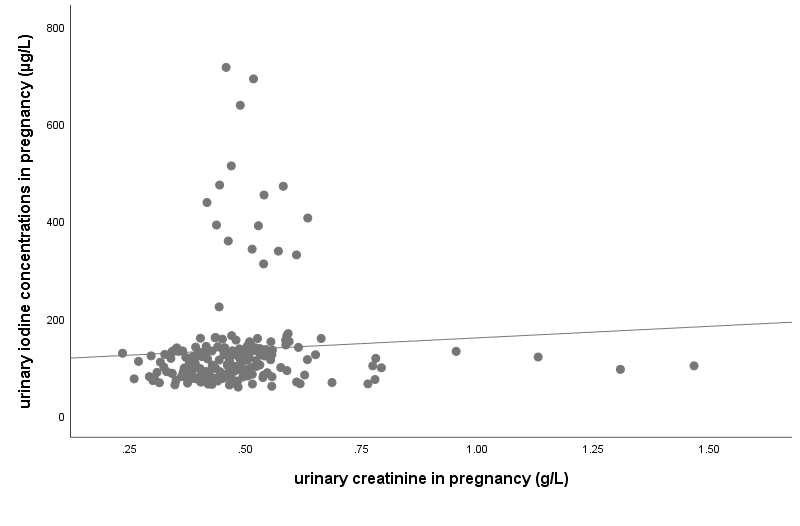 urinary iodine concentrations in pregnancy (µg/L)
800
600
400
200
0
.25 .50 .75 1.00 1.25 1.50
urinary creatinine in pregnancy (g/L)